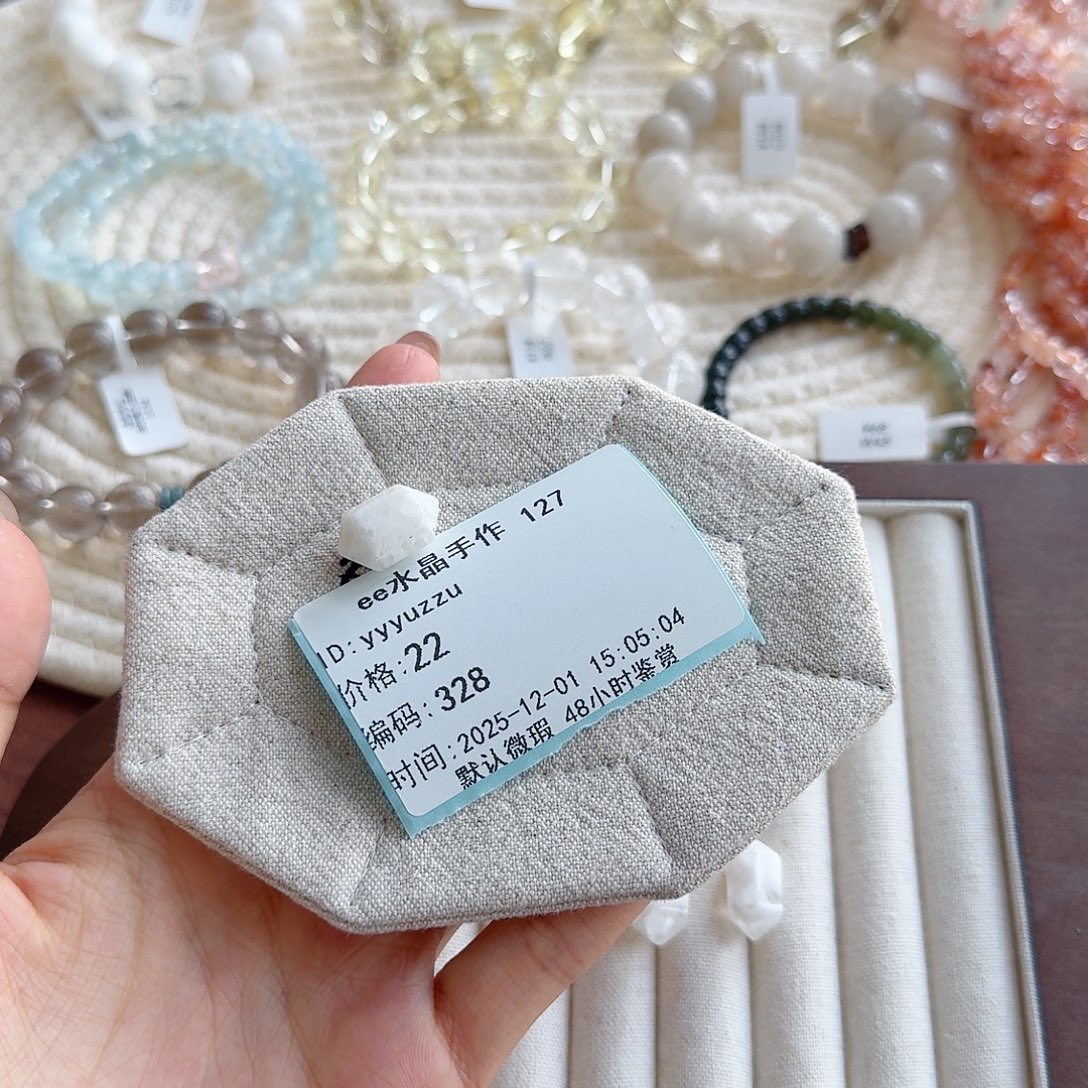 ee水晶手作 127
ID:yyyuzzu
价格:22
编码:328
时间:2025-12-01 15:05:04
默认微瑕 48小时鉴赏